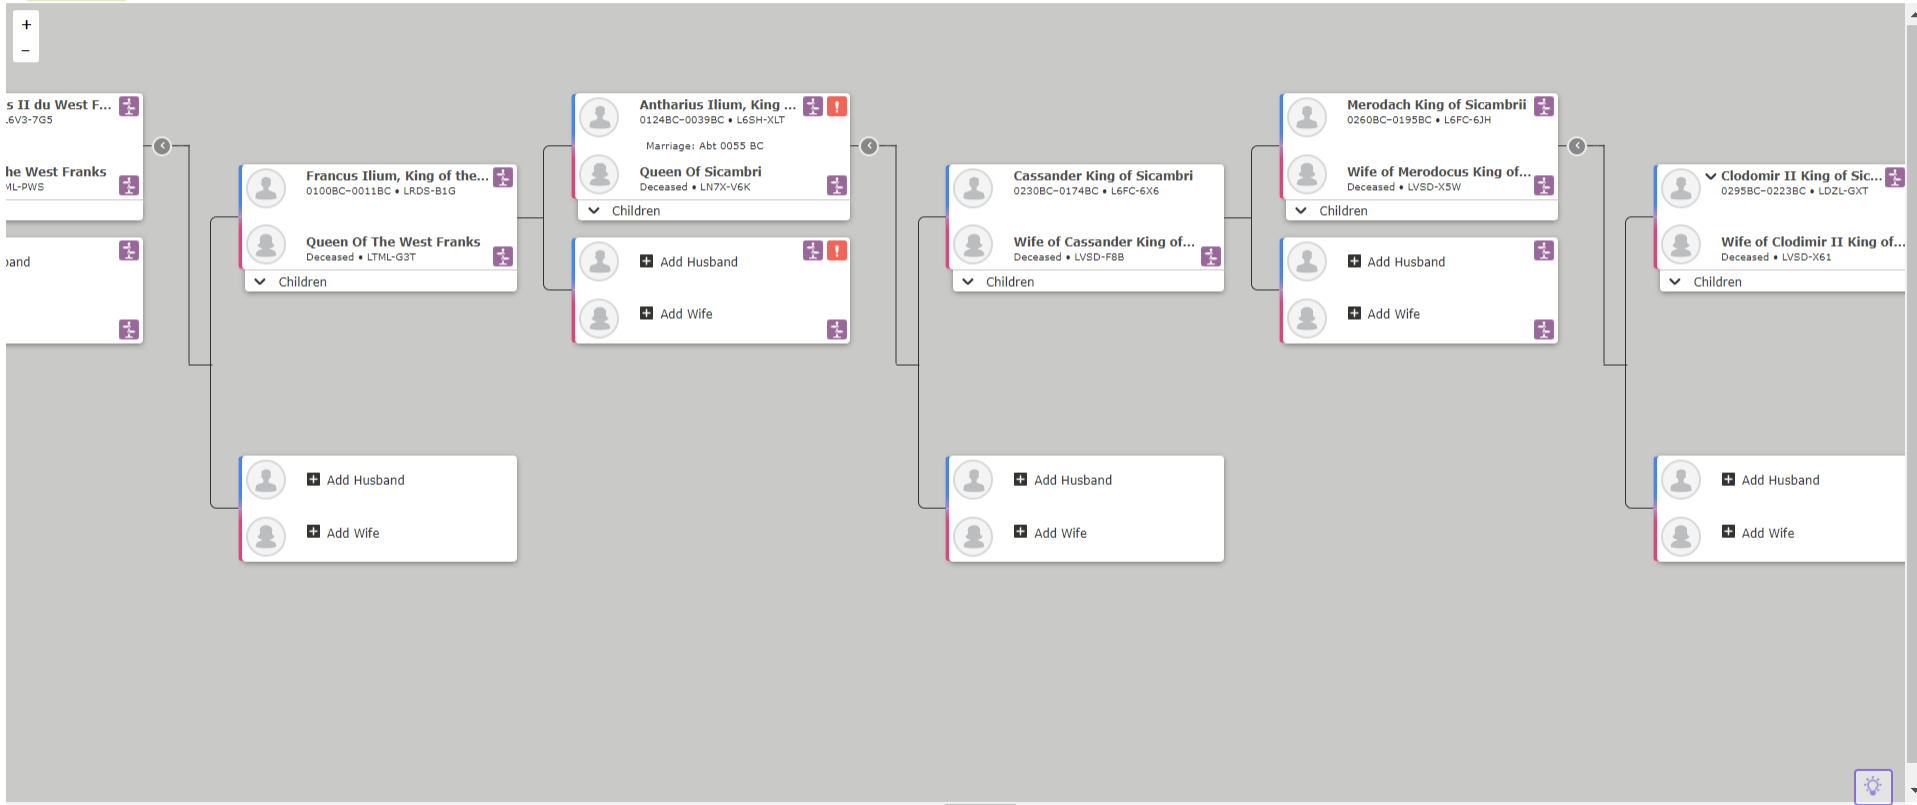 +
−
s II du West F...
.6V3-7G5
he West Franks
ML-PWS
and
Francus Ilium, King of the...
0100BC–0011BC • LRDS-B1G
Queen Of The West Franks
Deceased • LTML-G3T
Children
Add Husband
Add Wife
Antharius Ilium, King ...
0124BC–0039BC • L6SH-XLT
Marriage: Abt 0055 BC
Queen Of Sicambri
Deceased • LN7X-V6K
Children
Add Husband
Add Wife
Cassander King of Sicambri
0230BC–0174BC • L6FC-6X6
Wife of Cassander King of...
Deceased • LVSD-F8B
Children
Add Husband
Add Wife
Merodach King of Sicambrii
0260BC–0195BC • L6FC-6JH
Wife of Merodocus King of...
Deceased • LVSD-X5W
Children
Add Husband
Add Wife
Clodomir II King of Sic...
0295BC–0223BC • LDZL-GXT
Wife of Clodimir II King of...
Deceased • LVSD-X61
Children
Add Husband
Add Wife